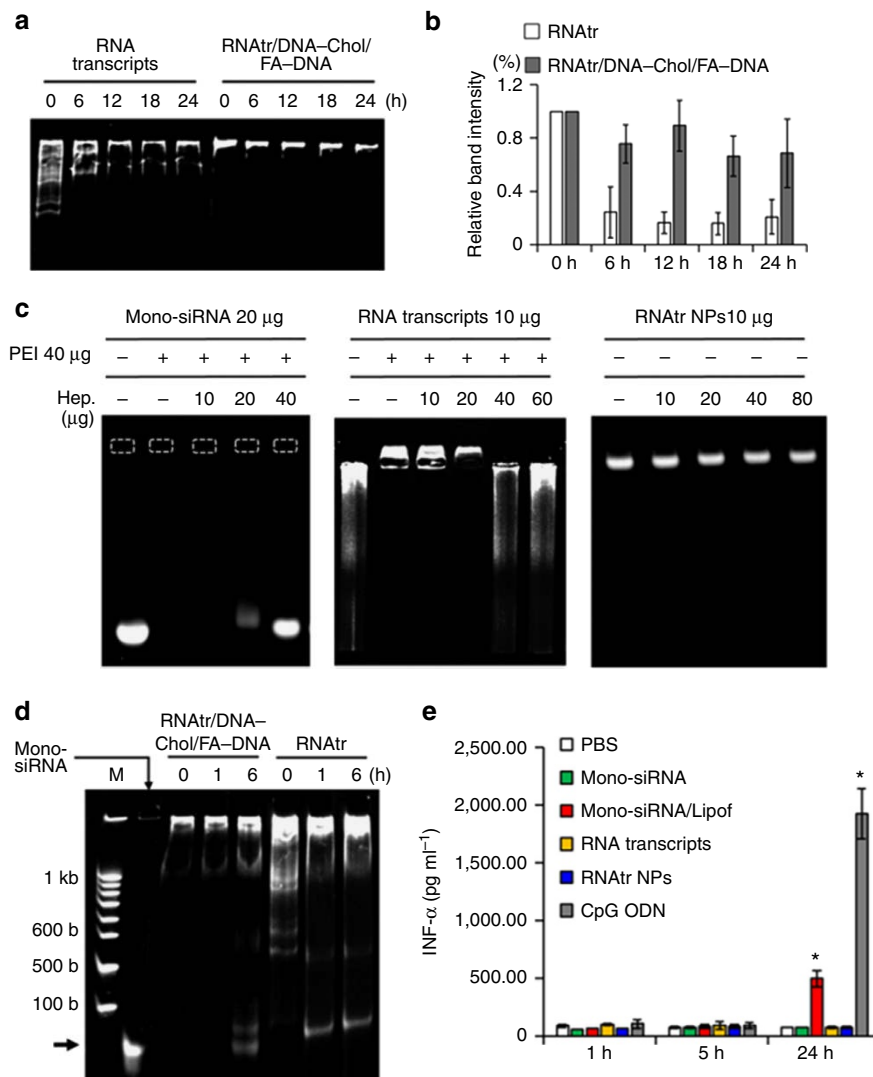 a
RNA transcripts
RNAtr/DNA–Chol/FA–DNA
0 6 12 18 24 0 6 12 18 24 (h)
b
RNAtr
RNAtr/DNA–Chol/FA–DNA
(%)
Relative band intensity
1.2
0.8
0.4
0
0 h 6 h 12 h 18 h 24 h
c
Mono-siRNA 20 μg
RNA transcripts 10 μg
RNAtr NPs10 μg
PEI 40 μg – + + + + – + + + + + – – – – –
Hep. (μg) – – 10 20 40 – – 10 20 40 60 – 10 20 40 80
d
Mono-siRNA
RNAtr/DNA–Chol/FA–DNA
RNAtr
M 0 1 6 0 1 6 (h)
1 kb
600 b
500 b
100 b
e
INF-α (pg ml–1)
2,500.00
2,000.00
1,500.00
1,000.00
500.00
0
PBS
Mono-siRNA
Mono-siRNA/Lipof
RNA transcripts
RNAtr NPs
CpG ODN
*
*
1 h 5 h 24 h